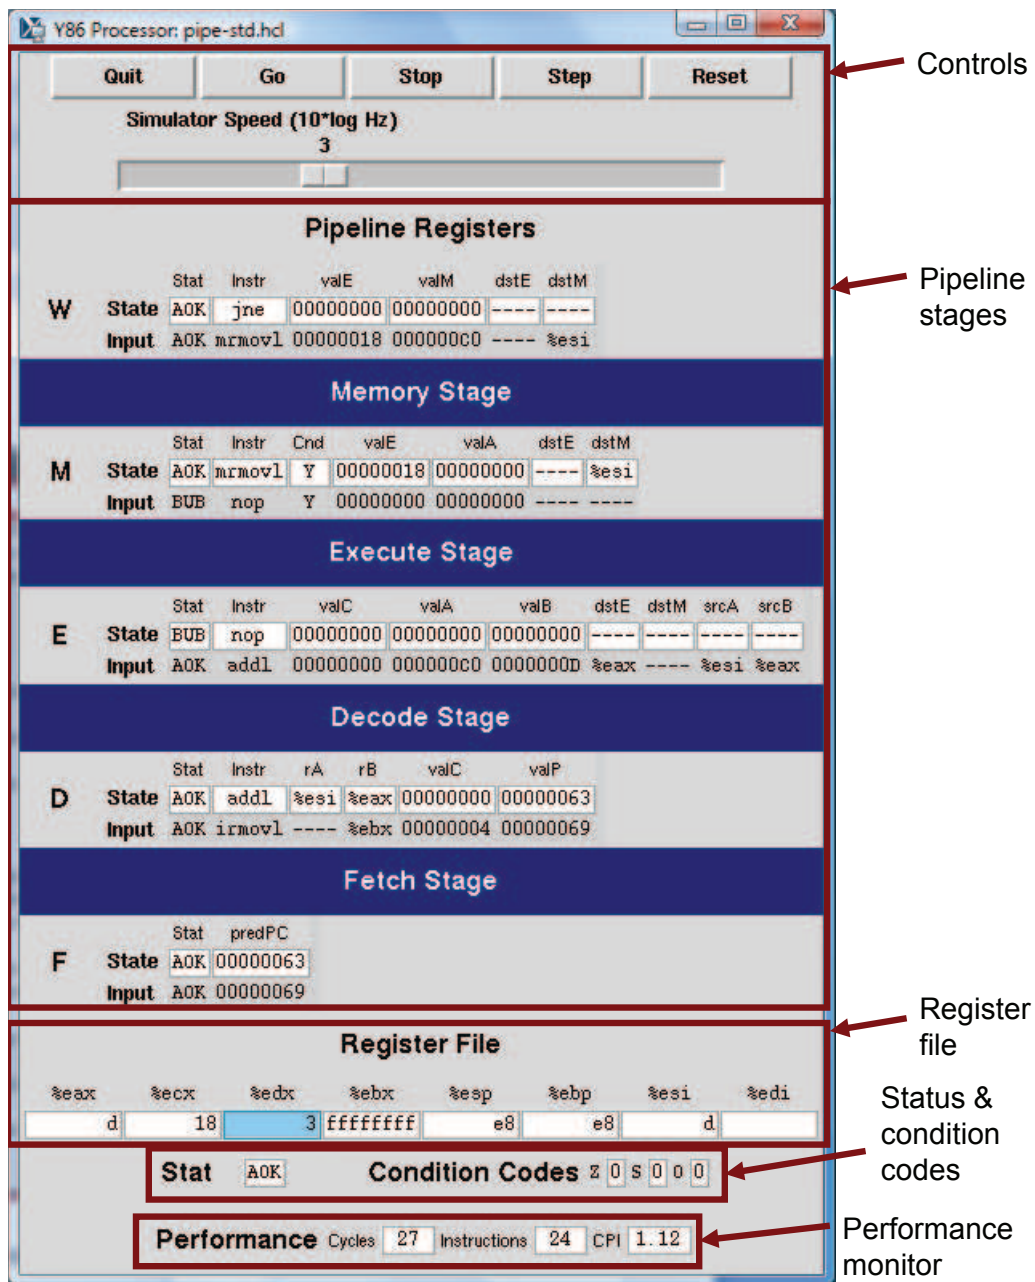 Y86 Processor: pipe-std.hcl
Quit Go Stop Step Reset
Controls
Simulator Speed (10*log Hz)
3
Pipeline Registers
Stat Instr valE valM dstE dstM
W State AOK jne 00000000 00000000 ---- ----
Input AOK mrmovl 00000018 000000C0 ---- %esi
Pipeline
stages
Memory Stage
Stat Instr Cnd valE valA dstE dstM
M State AOK mrmovl Y 00000018 00000000 ---- %esi
Input BUB nop Y 00000000 00000000 ---- ----
Execute Stage
Stat Instr valC valA valB dstE dstM srcA srcB
E State BUB nop 00000000 00000000 00000000 ---- ---- ---- ----
Input AOK addl 00000000 000000C0 0000000D %eax ---- %esi %eax
Decode Stage
Stat Instr rA rB valC valP
D State AOK addl %esi %eax 00000000 00000063
Input AOK irmovl ---- %ebx 00000004 00000069
Fetch Stage
Stat predPC
F State AOK 00000063
Input AOK 00000069
Register File
Register
file
%eax %ecx %edx %ebx %esp %ebp %esi %edi
d 18 3 ffffffff e8 e8 d
Stat AOK Condition Codes Z 0 S 0 O 0
Status &
condition
codes
Performance Cycles 27 Instructions 24 CPI 1.12
Performance
monitor